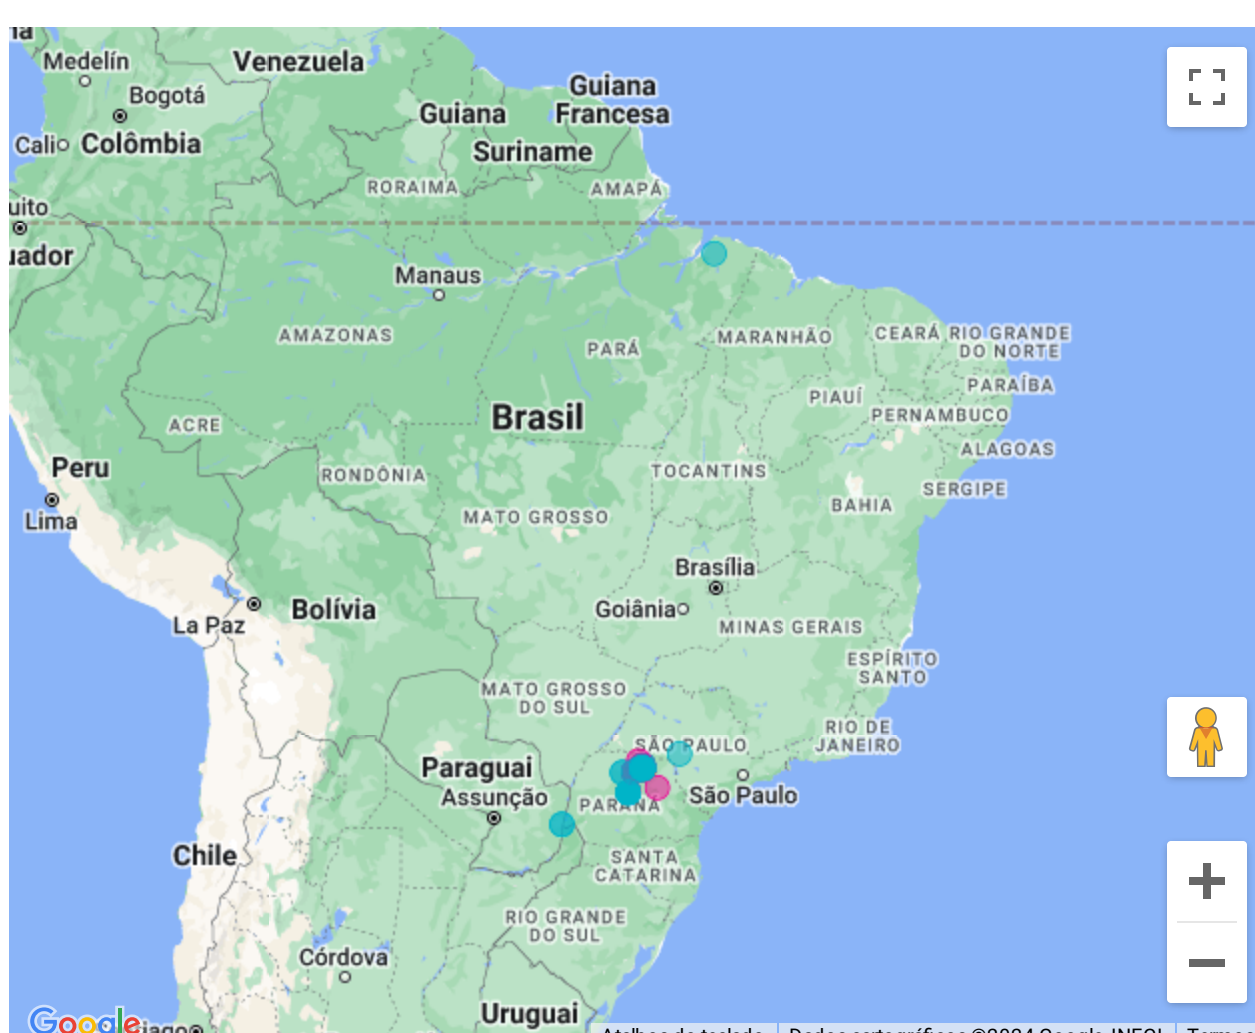 Medelín
Venezuela
Bogotá
Guiana
Francesa
Guiana
Cali
Colômbia
Suriname
RORAIMA
AMAPÁ
uito
uador
Manaus
AMAZONAS
PARÁ
MARANHÃO
CEARÁ
RIO GRANDE
DO NORTE
PARAÍBA
PIAUÍ
PERNAMBUCO
Brasil
ACRE
ALAGOAS
Peru
RONDÔNIA
TOCANTINS
SERGIPE
BAHIA
Lima
MATO GROSSO
Brasília
Bolívia
Goiânia
La Paz
MINAS GERAIS
ESPÍRITO
SANTO
MATO GROSSO
DO SUL
RIO DE
JANEIRO
SÃO PAULO
Paraguai
Assunção
São Paulo
PARANÁ
Chile
SANTA
CATARINA
RIO GRANDE
DO SUL
Córdova
Uruguai
Google
iago
Atalhos do teclado
Dados cartográficos ©2024 Google, INEGI
Termos